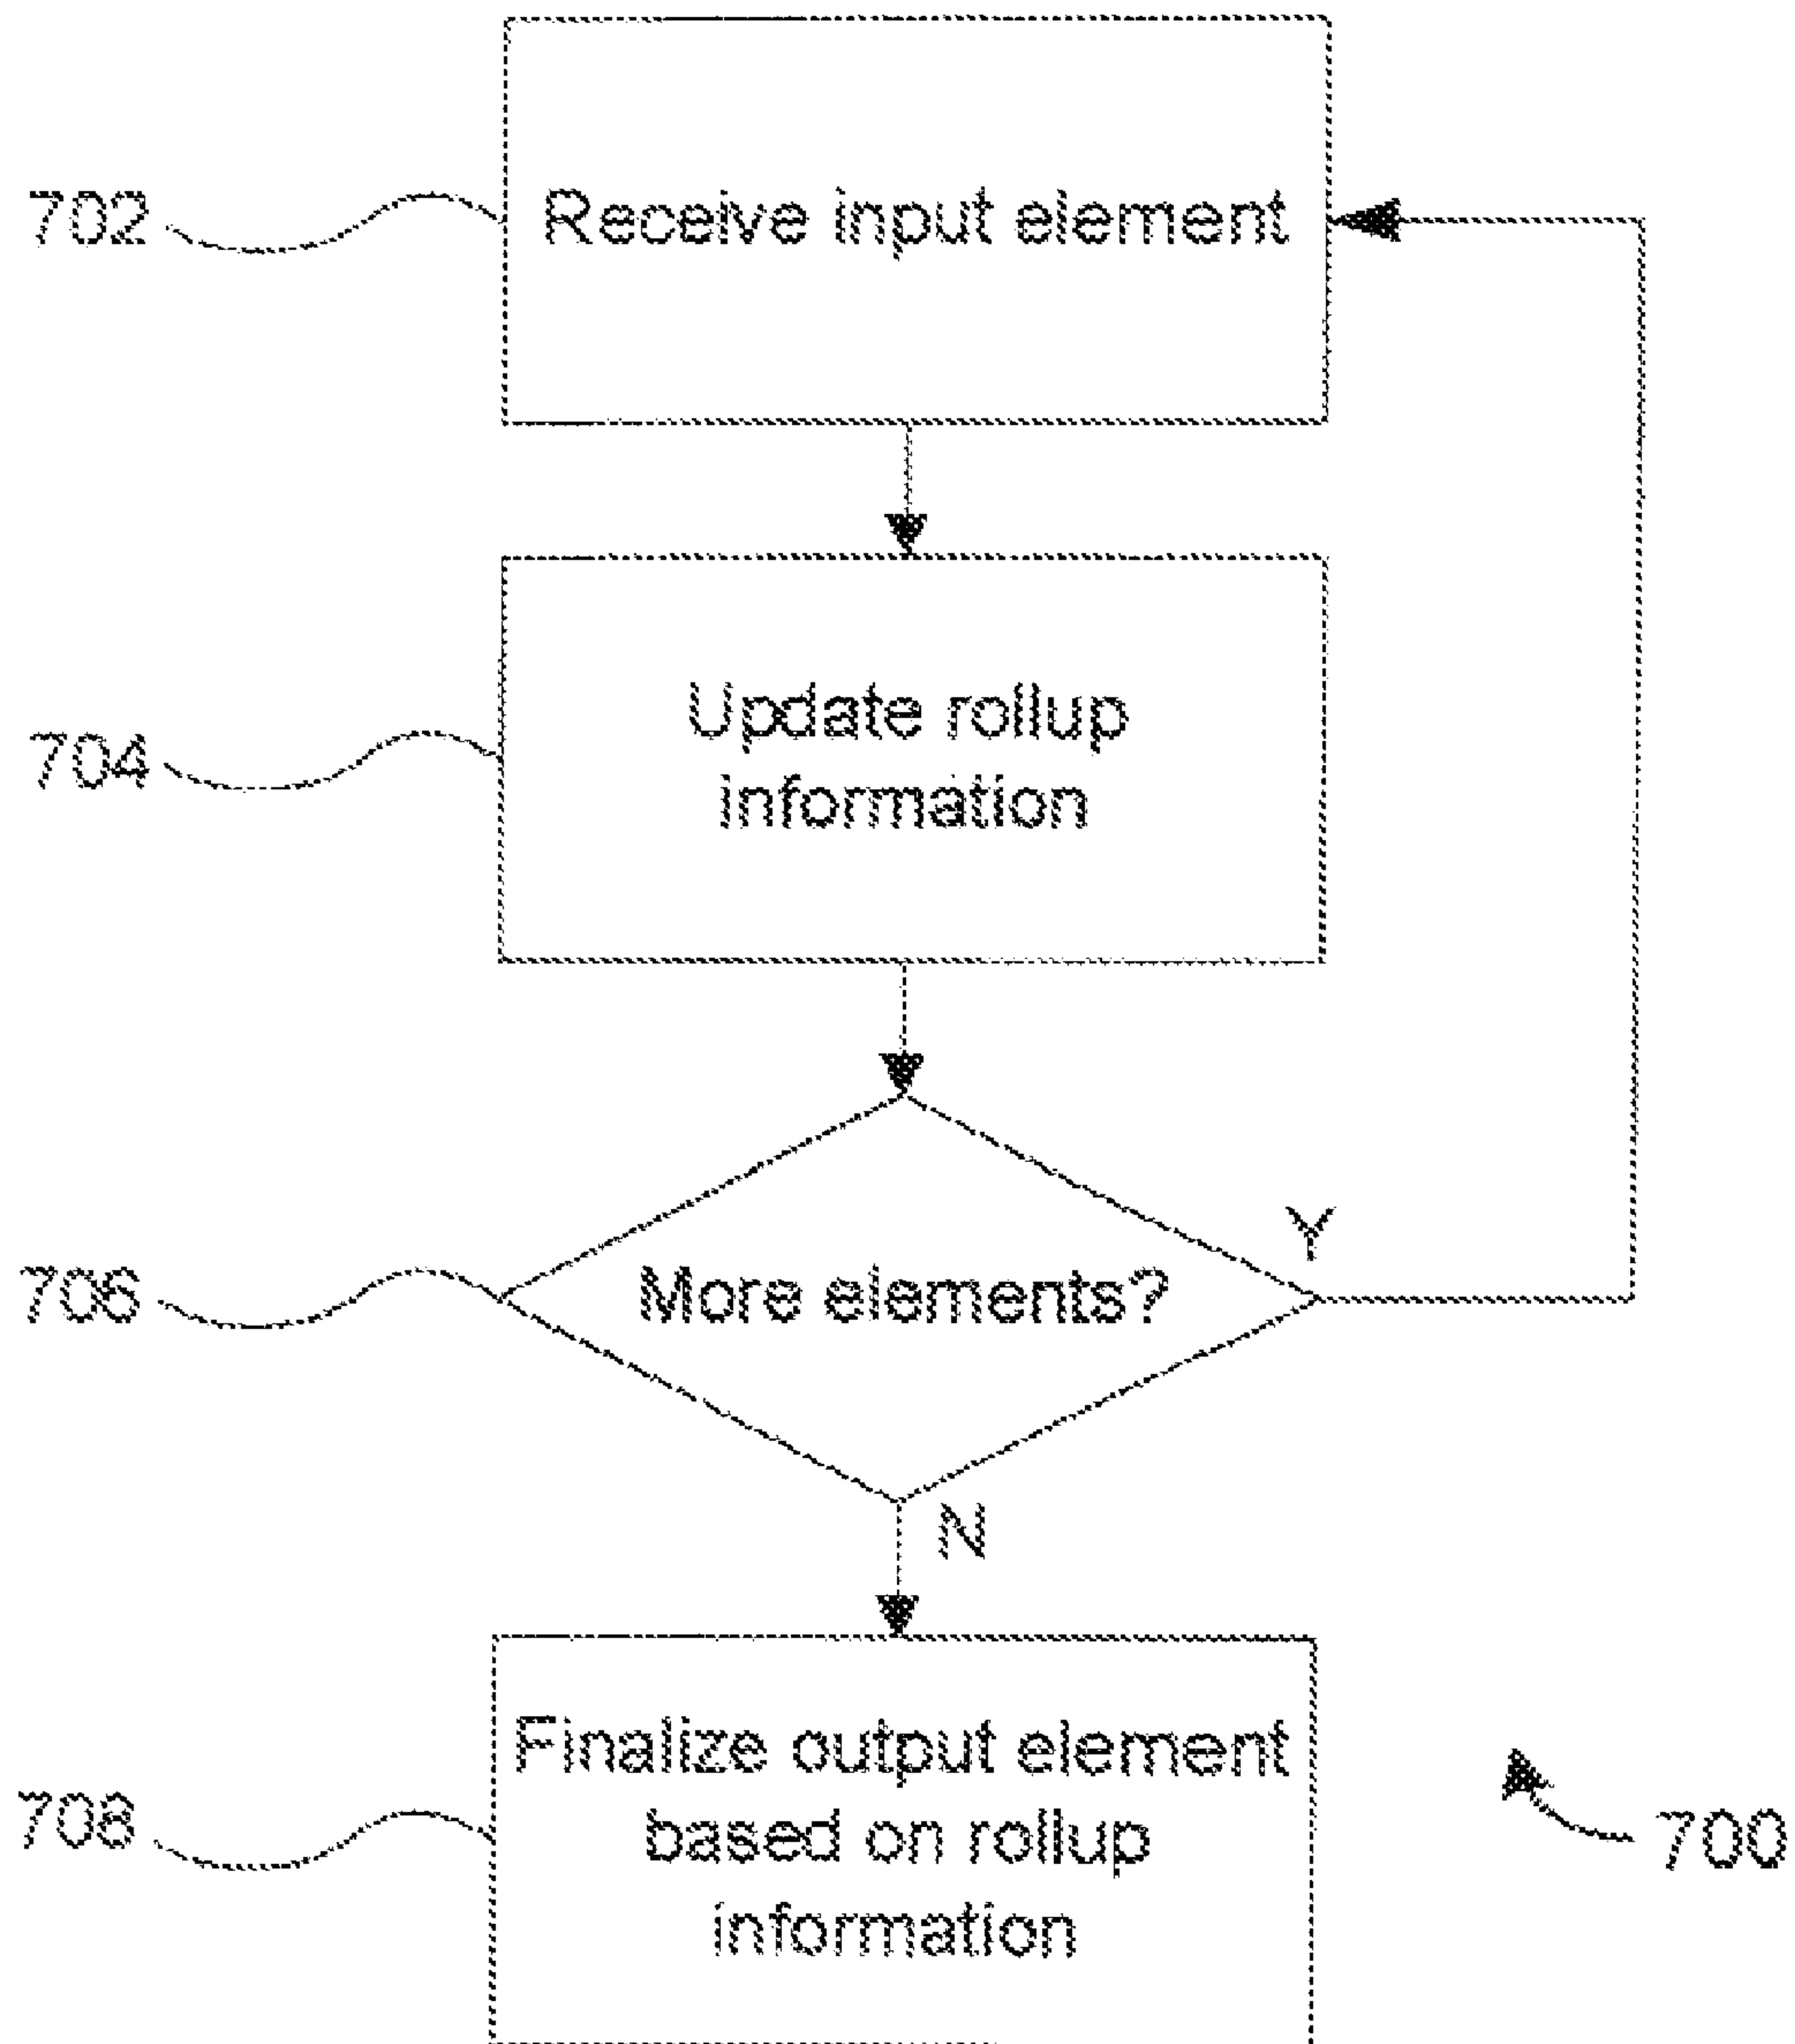 702
Receive input element
704
Update rollup
information
706
More elements?
Y
N
708
Finalize output element
based on rollup
information
700